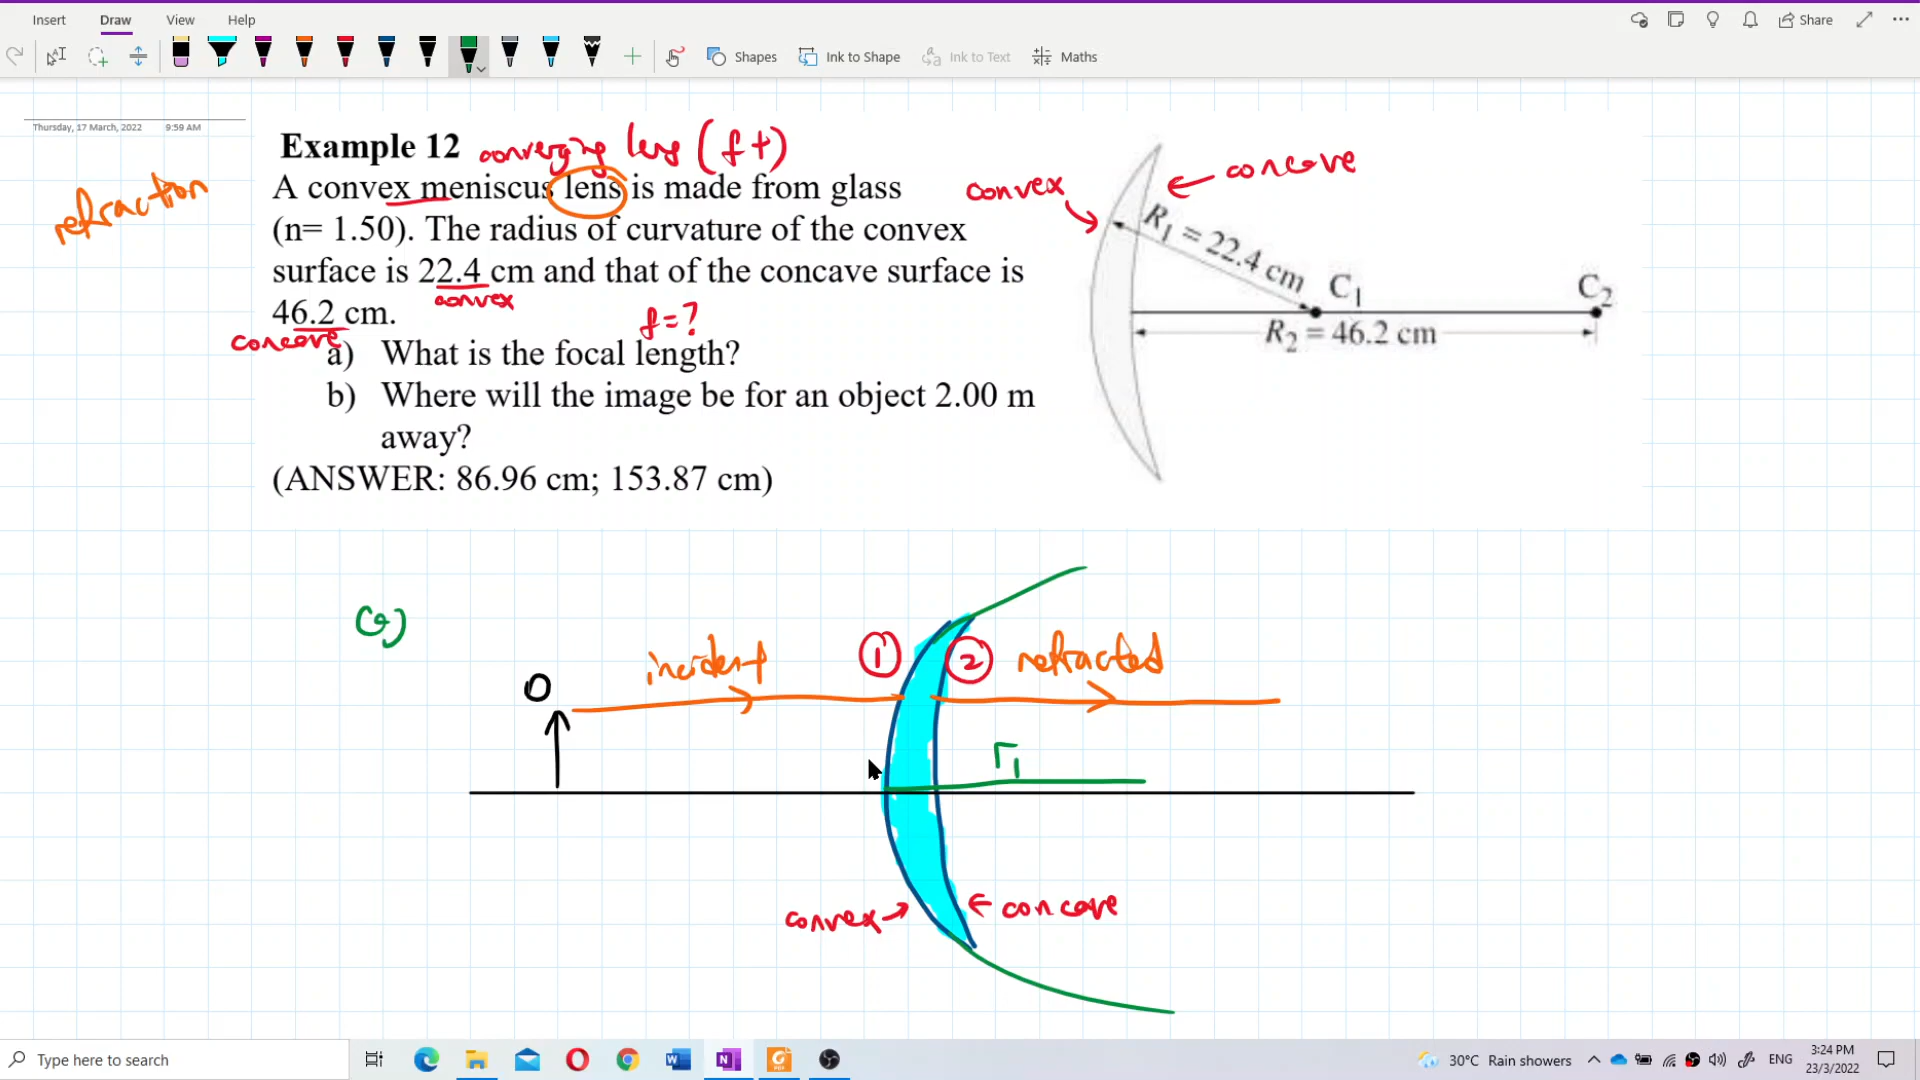 Insert Draw View Help
Share
Shapes Ink to Shape Ink to Text Maths
Thursday, 17 March, 2022 9:59 AM
refraction
Example 12 converging lens (f+)
A convex meniscus lens is made from glass
(n= 1.50). The radius of curvature of the convex
surface is 22.4 cm and that of the concave surface is
convex
46.2 cm.
concave
f=?
a) What is the focal length?
b) Where will the image be for an object 2.00 m
away?
(ANSWER: 86.96 cm; 153.87 cm)
convex
concave
R1 = 22.4 cm
C1
C2
R2 = 46.2 cm
(a)
O
incident
1
2
refracted
r1
convex
concave
Type here to search
30°C Rain showers
ENG
3:24 PM
23/3/2022